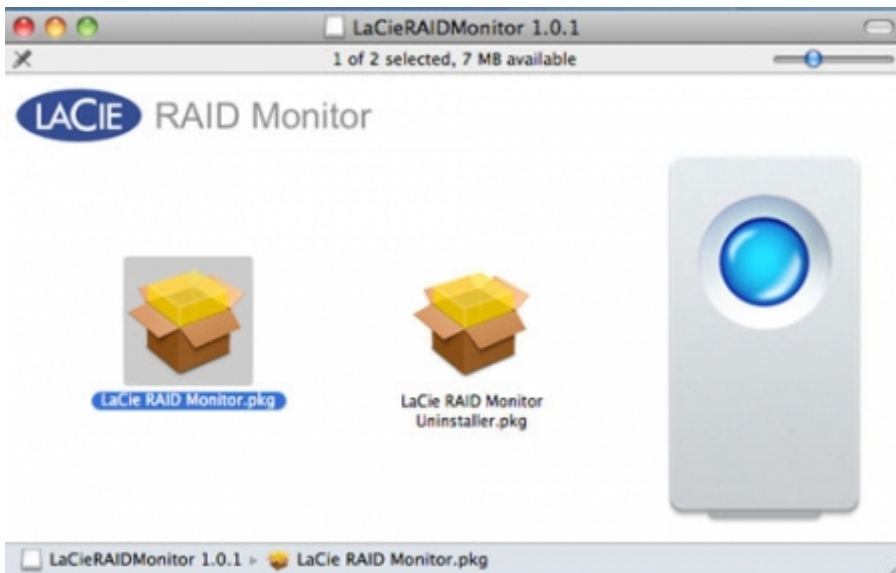 LaCieRAIDMonitor 1.0.1
1 of 2 selected, 7 MB available
LACIE RAID Monitor
LaCie RAID Monitor.pkg
LaCie RAID Monitor
Uninstaller.pkg
LaCieRAIDMonitor 1.0.1 ▸ LaCie RAID Monitor.pkg